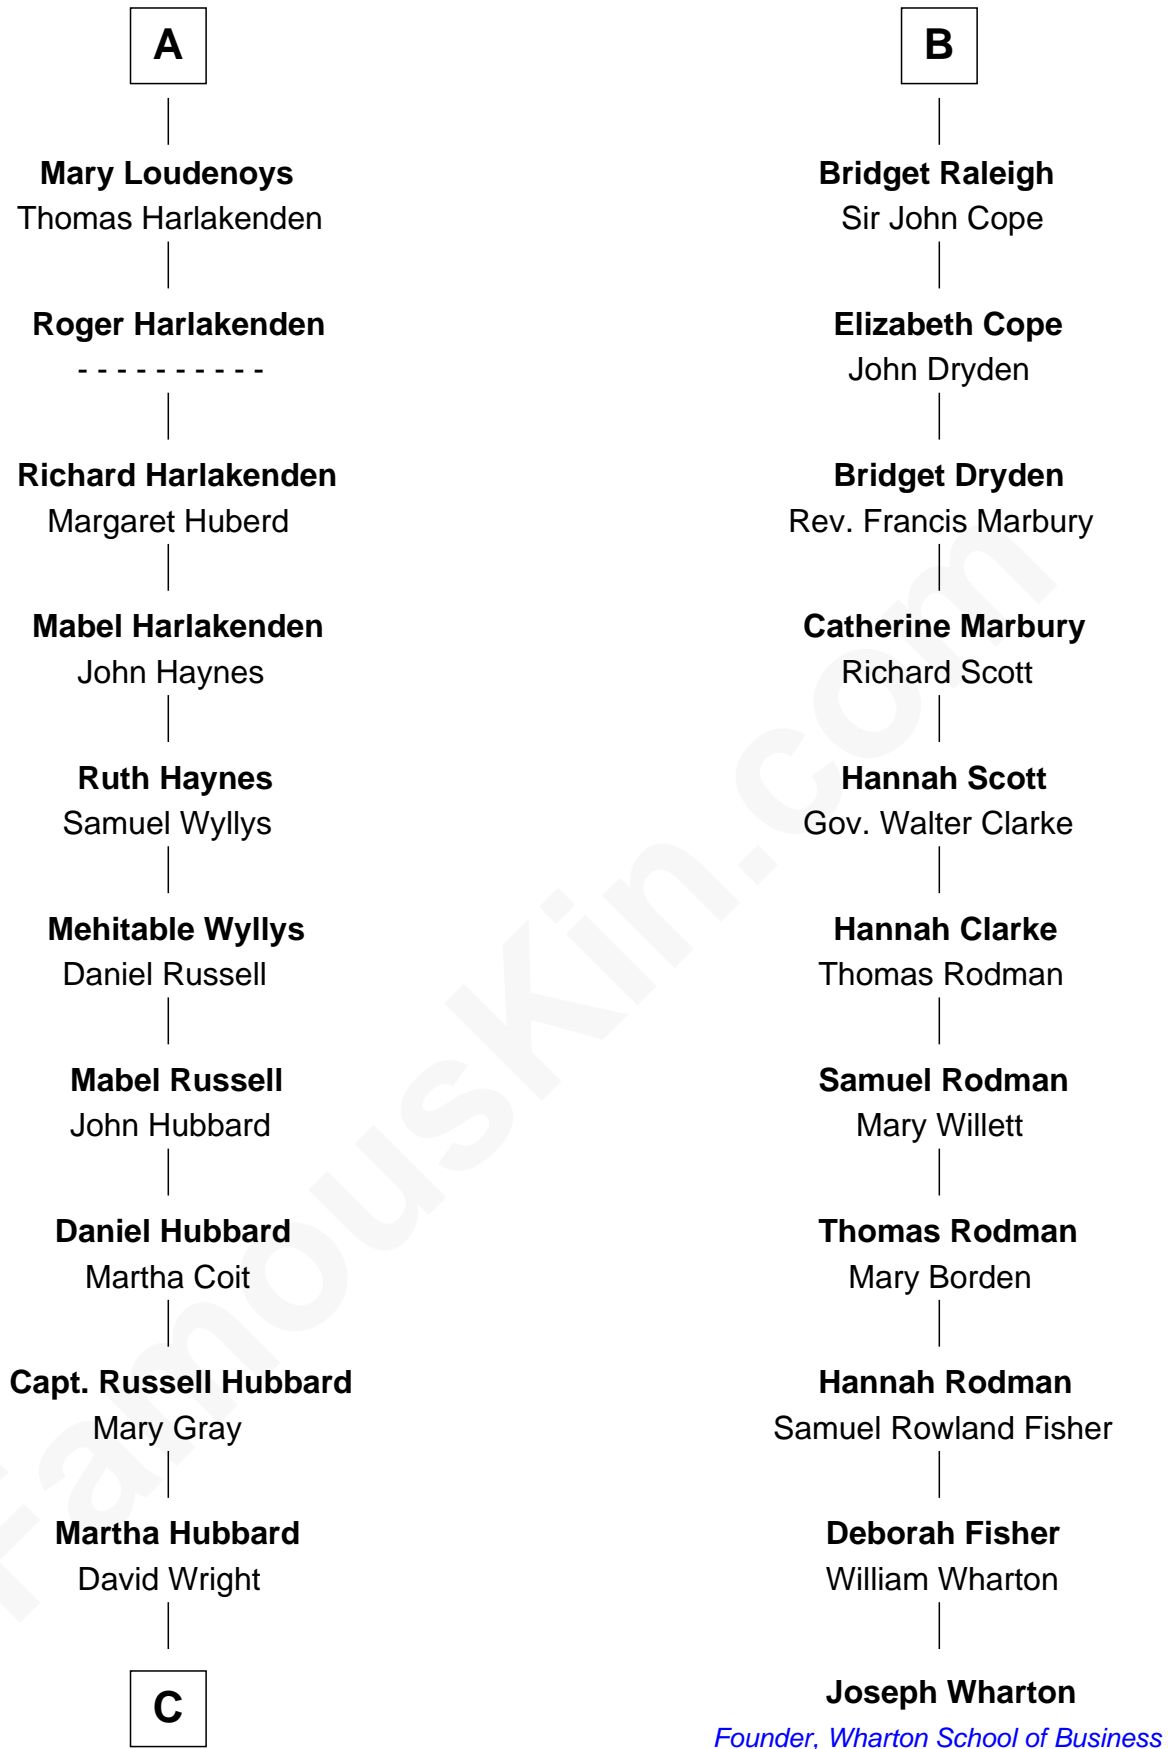 A
Mary Loudenoys
Thomas Harlakenden
Roger Harlakenden
- - - - - - - - - -
Richard Harlakenden
Margaret Huberd
Mabel Harlakenden
John Haynes
Ruth Haynes
Samuel Wyllys
Mehitable Wyllys
Daniel Russell
Mabel Russell
John Hubbard
Daniel Hubbard
Martha Coit
Capt. Russell Hubbard
Mary Gray
Martha Hubbard
David Wright
C
B
Bridget Raleigh
Sir John Cope
Elizabeth Cope
John Dryden
Bridget Dryden
Rev. Francis Marbury
Catherine Marbury
Richard Scott
Hannah Scott
Gov. Walter Clarke
Hannah Clarke
Thomas Rodman
Samuel Rodman
Mary Willett
Thomas Rodman
Mary Borden
Hannah Rodman
Samuel Rowland Fisher
Deborah Fisher
William Wharton
Joseph Wharton
Founder, Wharton School of Business
FamousKin.com